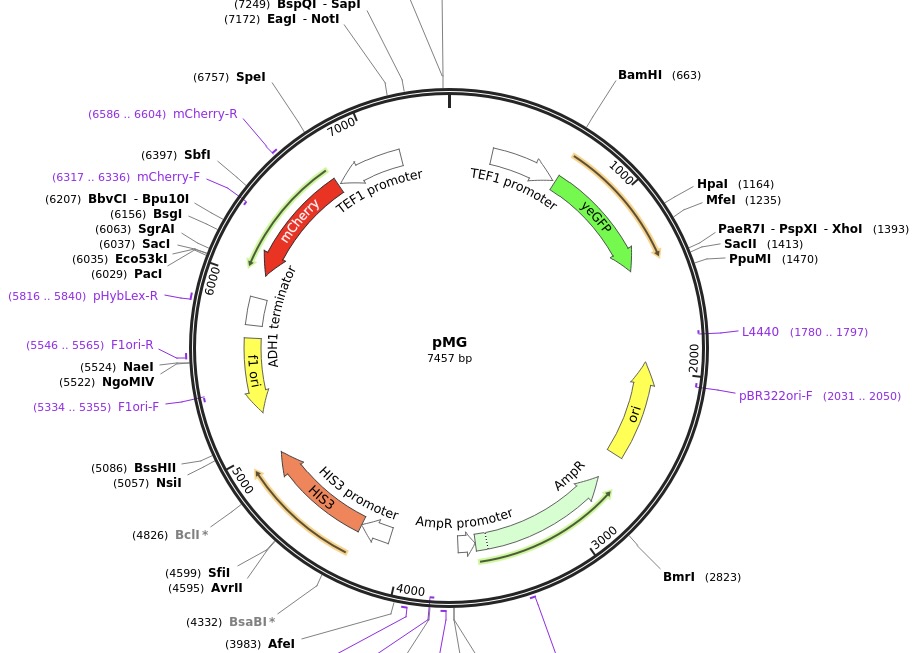 (7249) BspQI - SapI
(7172) EagI - NotI
(6757) SpeI
(6586 .. 6604) mCherry-R
(6397) SbfI
(6317 .. 6336) mCherry-F
(6207) BbvCI - Bpu10I
(6156) BsgI
(6063) SgrAI
(6037) SacI
(6035) Eco53kI
(6029) PacI
(5816 .. 5840) pHybLex-R
(5546 .. 5565) F1ori-R
(5524) NaeI
(5522) NgoMIV
(5334 .. 5355) F1ori-F
(5086) BssHII
(5057) NsiI
(4826) BclI *
(4599) SfiI
(4595) AvrII
(4332) BsaBI *
(3983) AfeI
BamHI (663)
HpaI (1164)
MfeI (1235)
PaeR7I - PspXI - XhoI (1393)
SacII (1413)
PpuMI (1470)
L4440 (1780 .. 1797)
pBR322ori-F (2031 .. 2050)
BmrI (2823)
7000
1000
6000
2000
5000
3000
4000
TEF1 promoter
TEF1 promoter
mCherry
yeGFP
ADH1 terminator
f1 ori
pMG
7457 bp
ori
HIS3 promoter
HIS3
AmpR promoter
AmpR